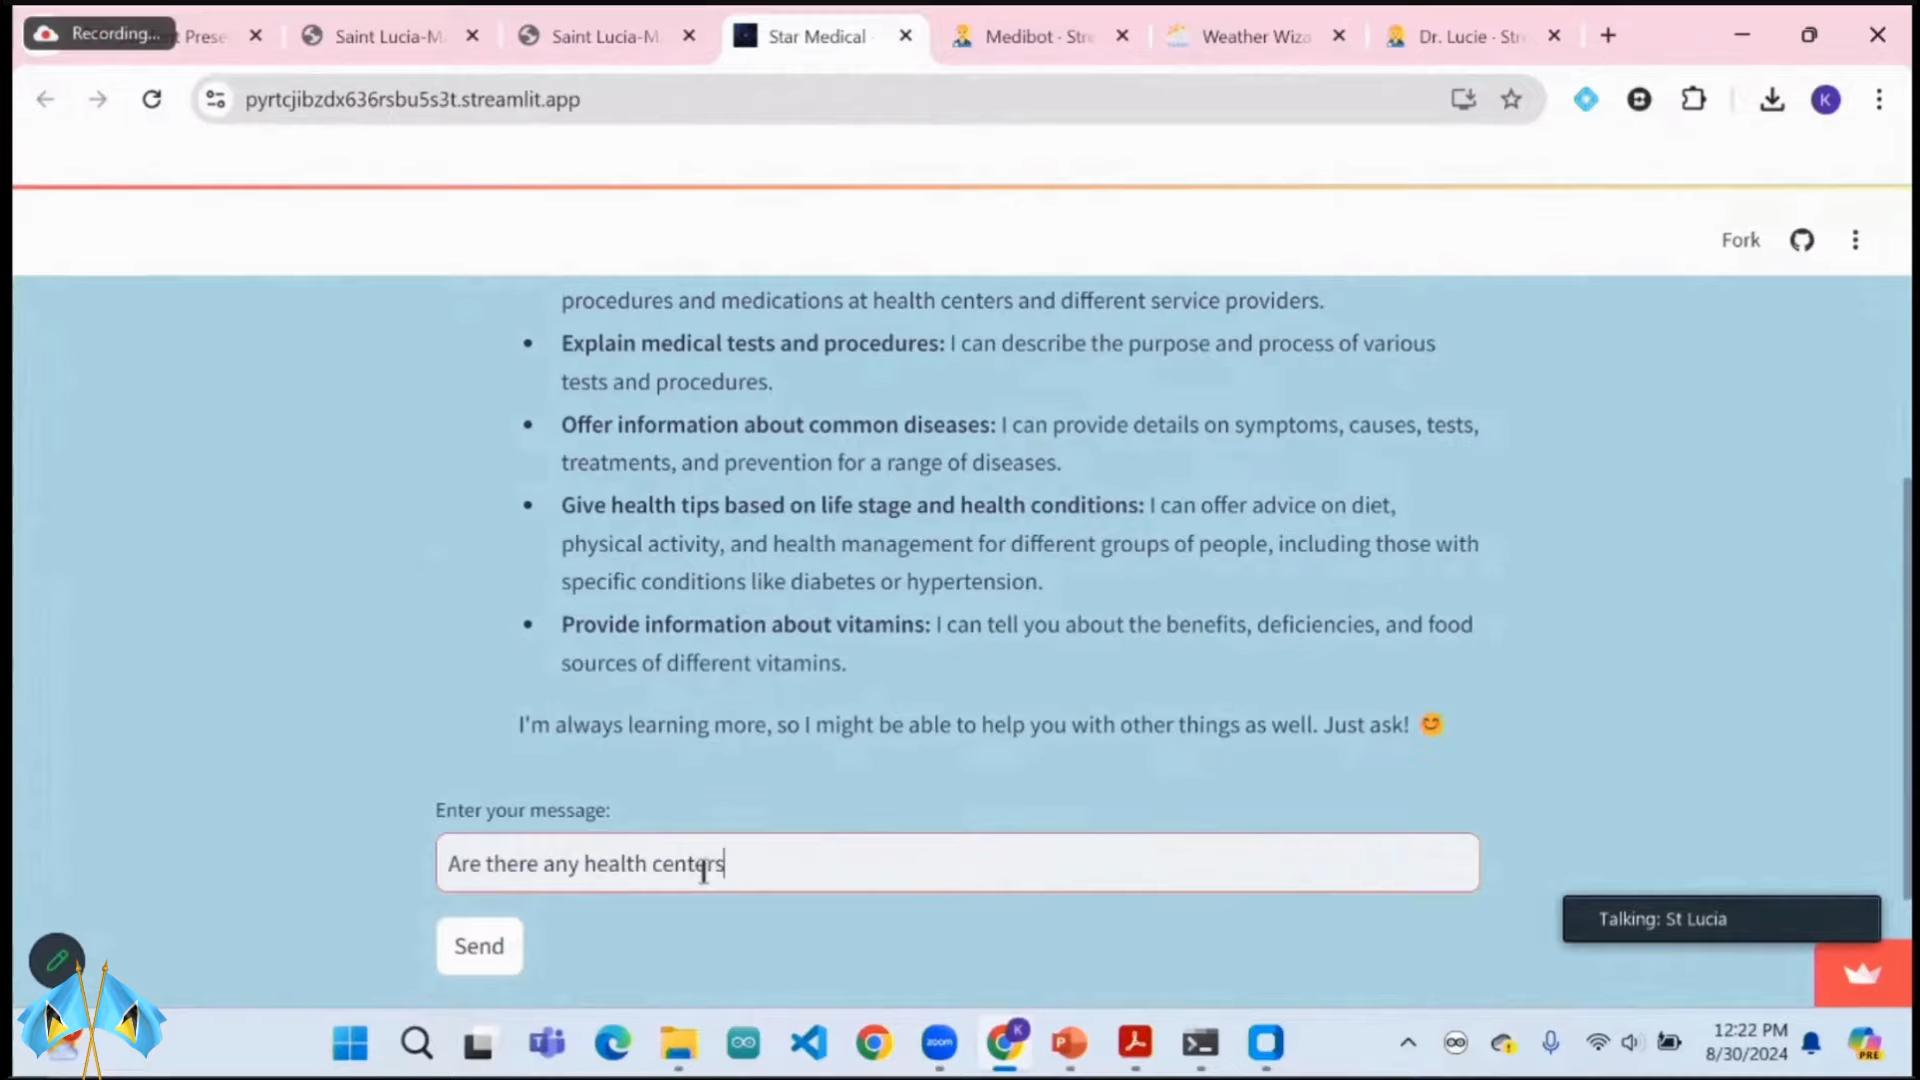 Recording...
t Prese
Saint Lucia-M
Saint Lucia-M
Star Medical
Medibot - Stre
Weather Wiza
Dr. Lucie · Str
pyrtcjibzdx636rsbu5s3t.streamlit.app
K
Fork
procedures and medications at health centers and different service providers.
• Explain medical tests and procedures: I can describe the purpose and process of various
tests and procedures.
• Offer information about common diseases: I can provide details on symptoms, causes, tests,
treatments, and prevention for a range of diseases.
• Give health tips based on life stage and health conditions: I can offer advice on diet,
physical activity, and health management for different groups of people, including those with
specific conditions like diabetes or hypertension.
• Provide information about vitamins: I can tell you about the benefits, deficiencies, and food
sources of different vitamins.
I'm always learning more, so I might be able to help you with other things as well. Just ask! 😊
Enter your message:
Are there any health centers
Talking: St Lucia
Send
zoom
K
12:22 PM
8/30/2024
PRE